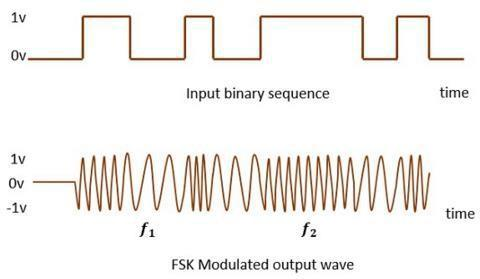 1v
0v
Input binary sequence
time
1v
0v
-1v
time
f₁
f₂
FSK Modulated output wave